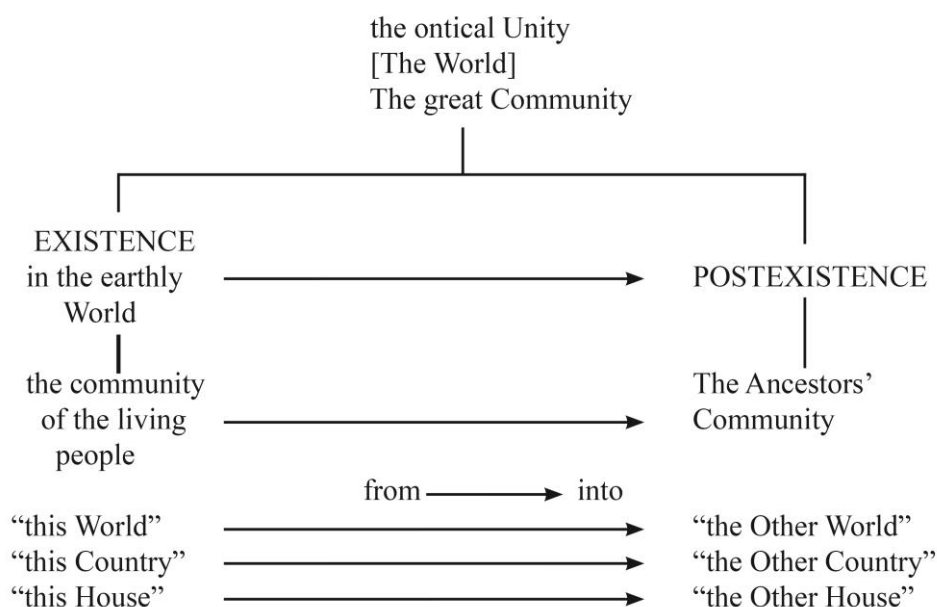 the ontical Unity
[The World]
The great Community
EXISTENCE
in the earthly
World
POSTEXISTENCE
the community
of the living
people
The Ancestors’
Community
from into
“this World” “the Other World”
“this Country” “the Other Country”
“this House” “the Other House”